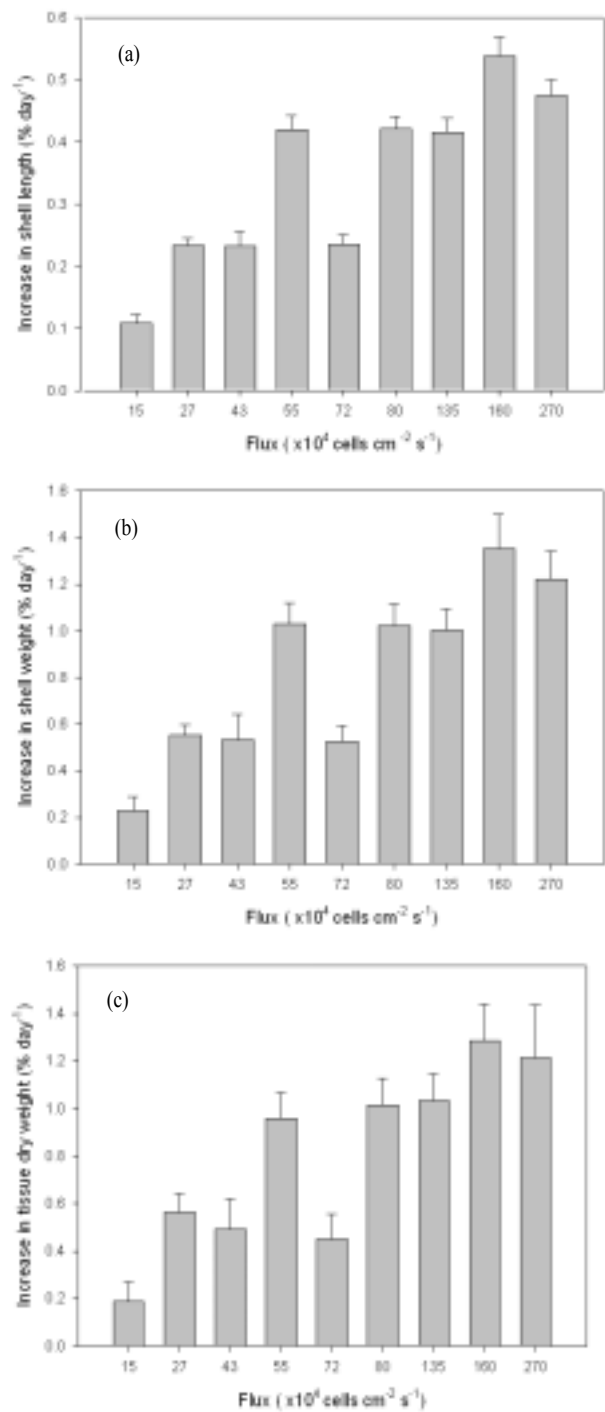 (a)
Increase in shell length (% day⁻¹)
0.6
0.5
0.4
0.3
0.2
0.1
0.0
15 27 43 55 72 80 135 160 270
Flux ( x10⁴ cells cm⁻² s⁻¹)
(b)
Increase in shell weight (% day⁻¹)
1.6
1.4
1.2
1.0
0.8
0.6
0.4
0.2
0.0
15 27 43 55 72 80 135 160 270
Flux ( x10⁴ cells cm⁻² s⁻¹)
(c)
Increase in tissue dry weight (% day⁻¹)
1.6
1.4
1.2
1.0
0.8
0.6
0.4
0.2
0.0
15 27 43 55 72 80 135 160 270
Flux ( x10⁴ cells cm⁻² s⁻¹)